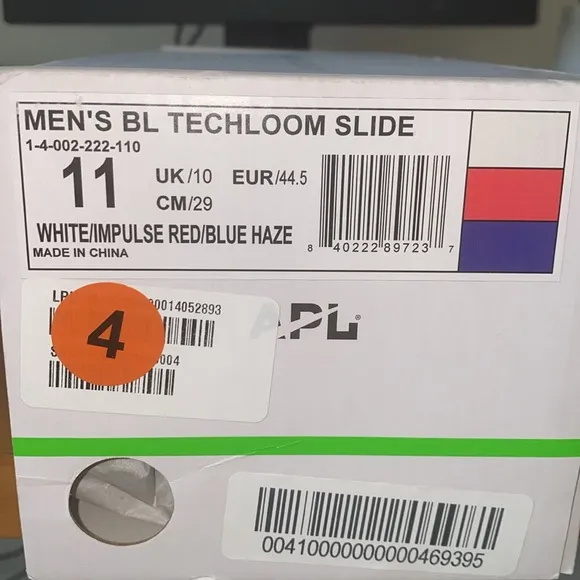 MEN'S BL TECHLOOM SLIDE
1-4-002-222-110
11
UK/10 EUR/44.5
CM/29
WHITE/IMPULSE RED/BLUE HAZE
MADE IN CHINA
8 40222 89723 7
4
APL
00410000000000469395